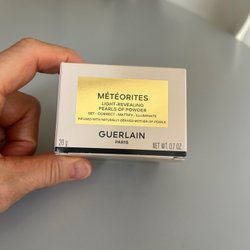 MÉTÉORITES
LIGHT-REVEALING
PEARLS OF POWDER
SET - CORRECT - MATTIFY - ILLUMINATE
INFUSED WITH NATURALLY-DERIVED MOTHER-OF-PEARLS
GUERLAIN
PARIS
20 g
NET WT. 0.7 OZ.